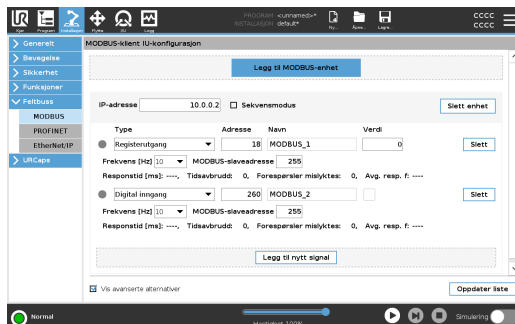 PROGRAM <unnamed>*
INSTALLASJON default*
CCCC
CCCC
Kjør Program Installasjon Flytte IU Logg Ny... Åpne... Lagre...
Generelt
Bevegelse
Sikkerhet
Funksjoner
Feltbuss
MODBUS
PROFINET
EtherNet/IP
URCaps
MODBUS-klient IU-konfigurasjon
Legg til MODBUS-enhet
IP-adresse 10.0.0.2 Sekvensmodus Slett enhet
Type Adresse Navn Verdi
Registerutgang 18 MODBUS_1 0 Slett
Frekvens [Hz] 10 MODBUS-slaveadresse 255
Responstid [ms]: ----, Tidsavbrudd: 0, Forespørsler mislyktes: 0, Avg. resp. f: ----
Digital inngang 260 MODBUS_2 Slett
Frekvens [Hz] 10 MODBUS-slaveadresse 255
Responstid [ms]: ----, Tidsavbrudd: 0, Forespørsler mislyktes: 0, Avg. resp. f: ----
Legg til nytt signal
Vis avanserte alternativer Oppdater liste
Normal Hastighet 100% Simulering